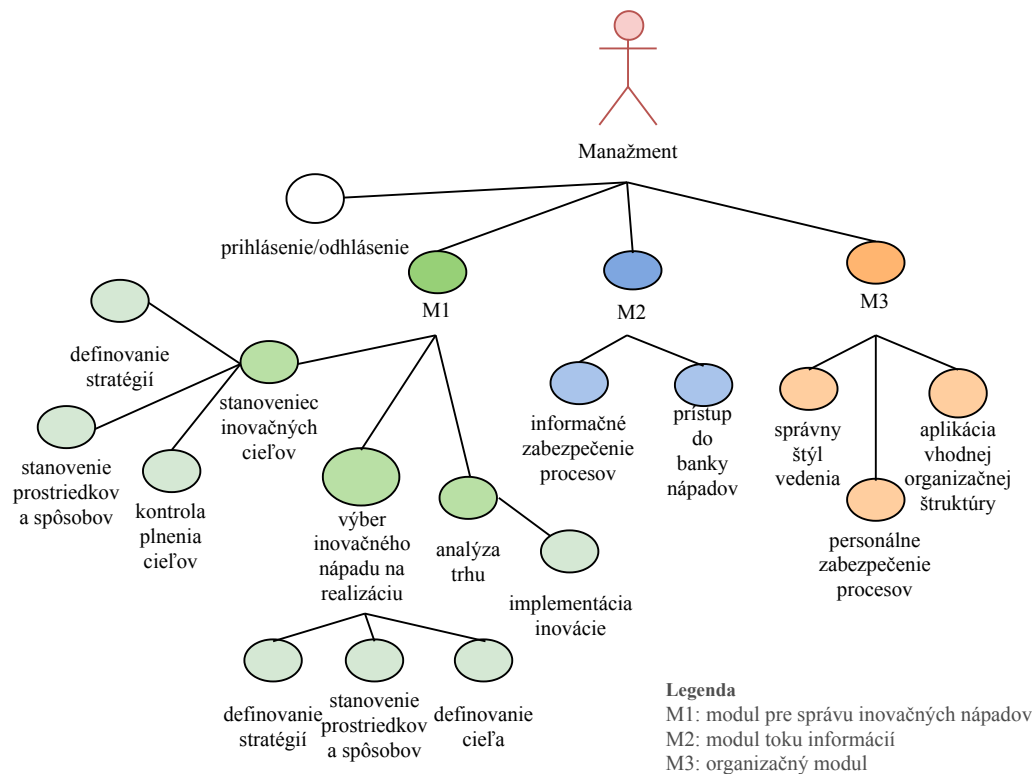 Manažment
prihlásenie/odhlásenie
M1
M2
M3
definovanie
stratégií
stanoveniec
inovačných
cieľov
stanovenie
prostriedkov
a spôsobov
kontrola
plnenia
cieľov
výber
inovačného
nápadu na
realizáciu
analýza
trhu
implementácia
inovácie
definovanie
stratégií
stanovenie
prostriedkov
a spôsobov
definovanie
cieľa
informačné
zabezpečenie
procesov
prístup
do
banky
nápadov
správny
štýl
vedenia
personálne
zabezpečenie
procesov
aplikácia
vhodnej
organizačnej
štruktúry
Legenda
M1: modul pre správu inovačných nápadov
M2: modul toku informácií
M3: organizačný modul